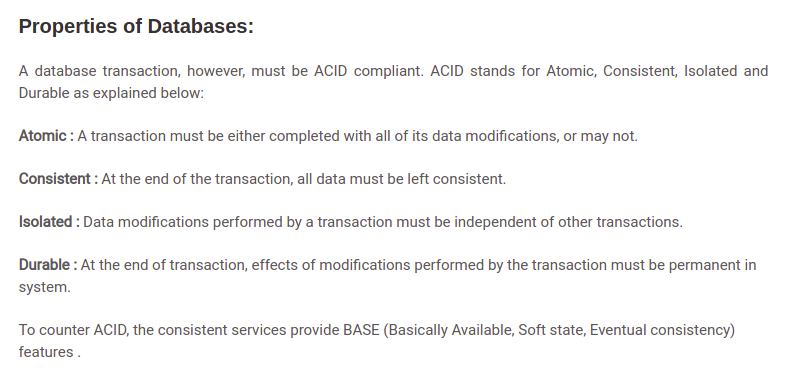 Properties of Databases:
A database transaction, however, must be ACID compliant. ACID stands for Atomic, Consistent, Isolated and
Durable as explained below:
Atomic : A transaction must be either completed with all of its data modifications, or may not.
Consistent : At the end of the transaction, all data must be left consistent.
Isolated : Data modifications performed by a transaction must be independent of other transactions.
Durable : At the end of transaction, effects of modifications performed by the transaction must be permanent in
system.
To counter ACID, the consistent services provide BASE (Basically Available, Soft state, Eventual consistency)
features .